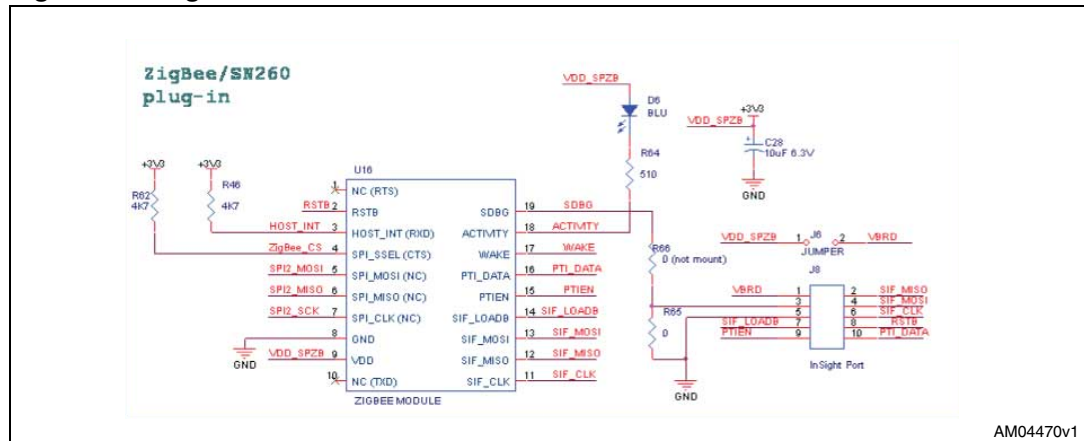 ZigBee/SN260
plug-in
VDD_SPZB
D6
BLU
VDD_SPZB
+3V3
C28
10uF 6.3V
GND
R64
510
+3V3
+3V3
R62
4K7
R46
4K7
U16
ZIGBEE MODULE
1 NC (RTS)
RSTB 2 RSTB
HOST_INT 3 HOST_INT (RXD)
ZigBee_CS 4 SPI_SSEL (CTS)
SPI2_MOSI 5 SPI_MOSI (NC)
SPI2_MISO 6 SPI_MISO (NC)
SPI2_SCK 7 SPI_CLK (NC)
GND 8 GND
VDD_SPZB 9 VDD
10 NC (TXD)
SDBG 19 SDBG
ACTIVITY 18 ACTIVITY
WAKE 17 WAKE
PTI_DATA 16 PTI_DATA
PTIEN 15 PTIEN
SIF_LOADB 14 SIF_LOADB
SIF_MOSI 13 SIF_MOSI
SIF_MISO 12 SIF_MISO
SIF_CLK 11 SIF_CLK
R66
0 (not mount)
R65
0
GND
VDD_SPZB 1 J6 2 VBRD
JUMPER
J8
VBRD 1 2 SIF_MISO
3 4 SIF_MOSI
5 6 SIF_CLK
SIF_LOADB 7 8 RSTB
PTIEN 9 10 PTI_DATA
InSight Port
AM04470v1